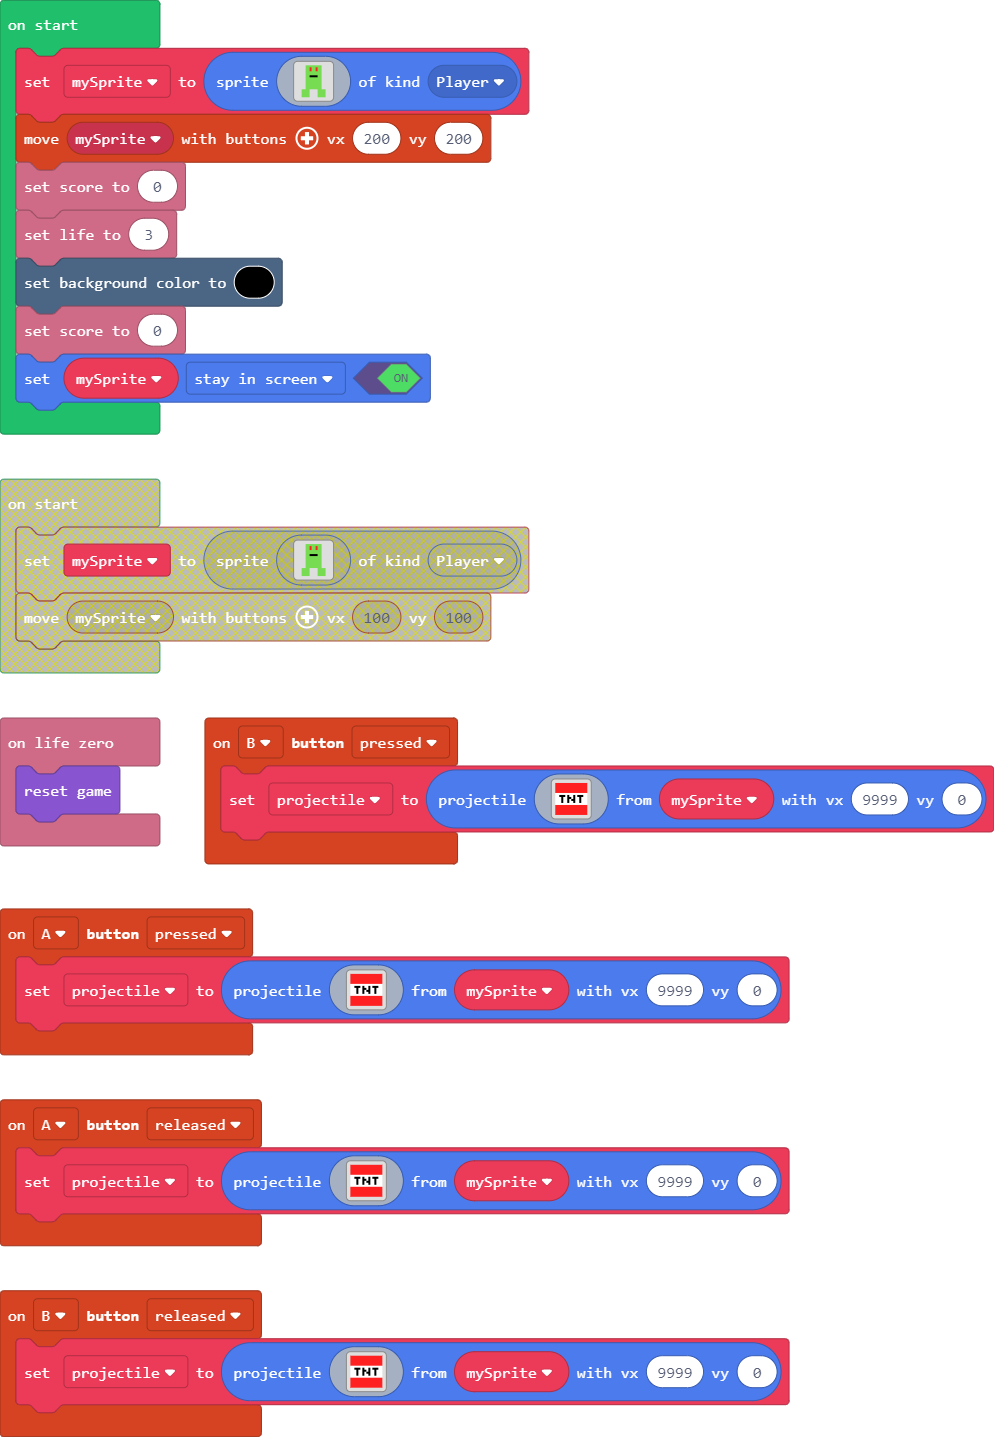 on start
set mySprite to sprite of kind Player
move mySprite with buttons vx 200 vy 200
set score to 0
set life to 3
set background color to
set score to 0
set mySprite stay in screen ON
on start
set mySprite to sprite of kind Player
move mySprite with buttons vx 100 vy 100
on life zero
reset game
on B button pressed
set projectile to projectile TNT from mySprite with vx 9999 vy 0
on A button pressed
set projectile to projectile TNT from mySprite with vx 9999 vy 0
on A button released
set projectile to projectile TNT from mySprite with vx 9999 vy 0
on B button released
set projectile to projectile TNT from mySprite with vx 9999 vy 0